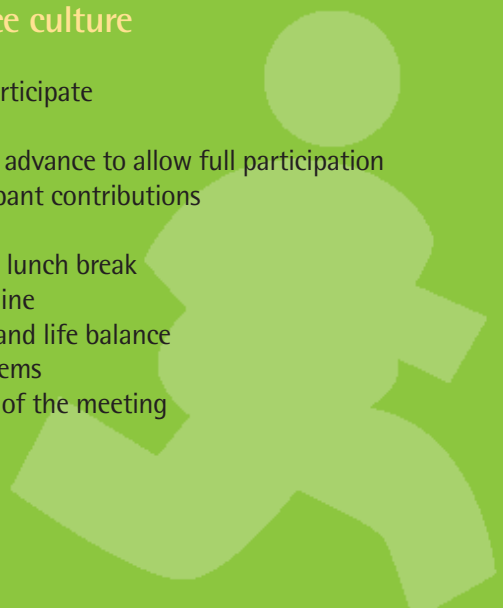 ce culture
rticipate
advance to allow full participation
pant contributions
lunch break
ine
and life balance
ems
of the meeting